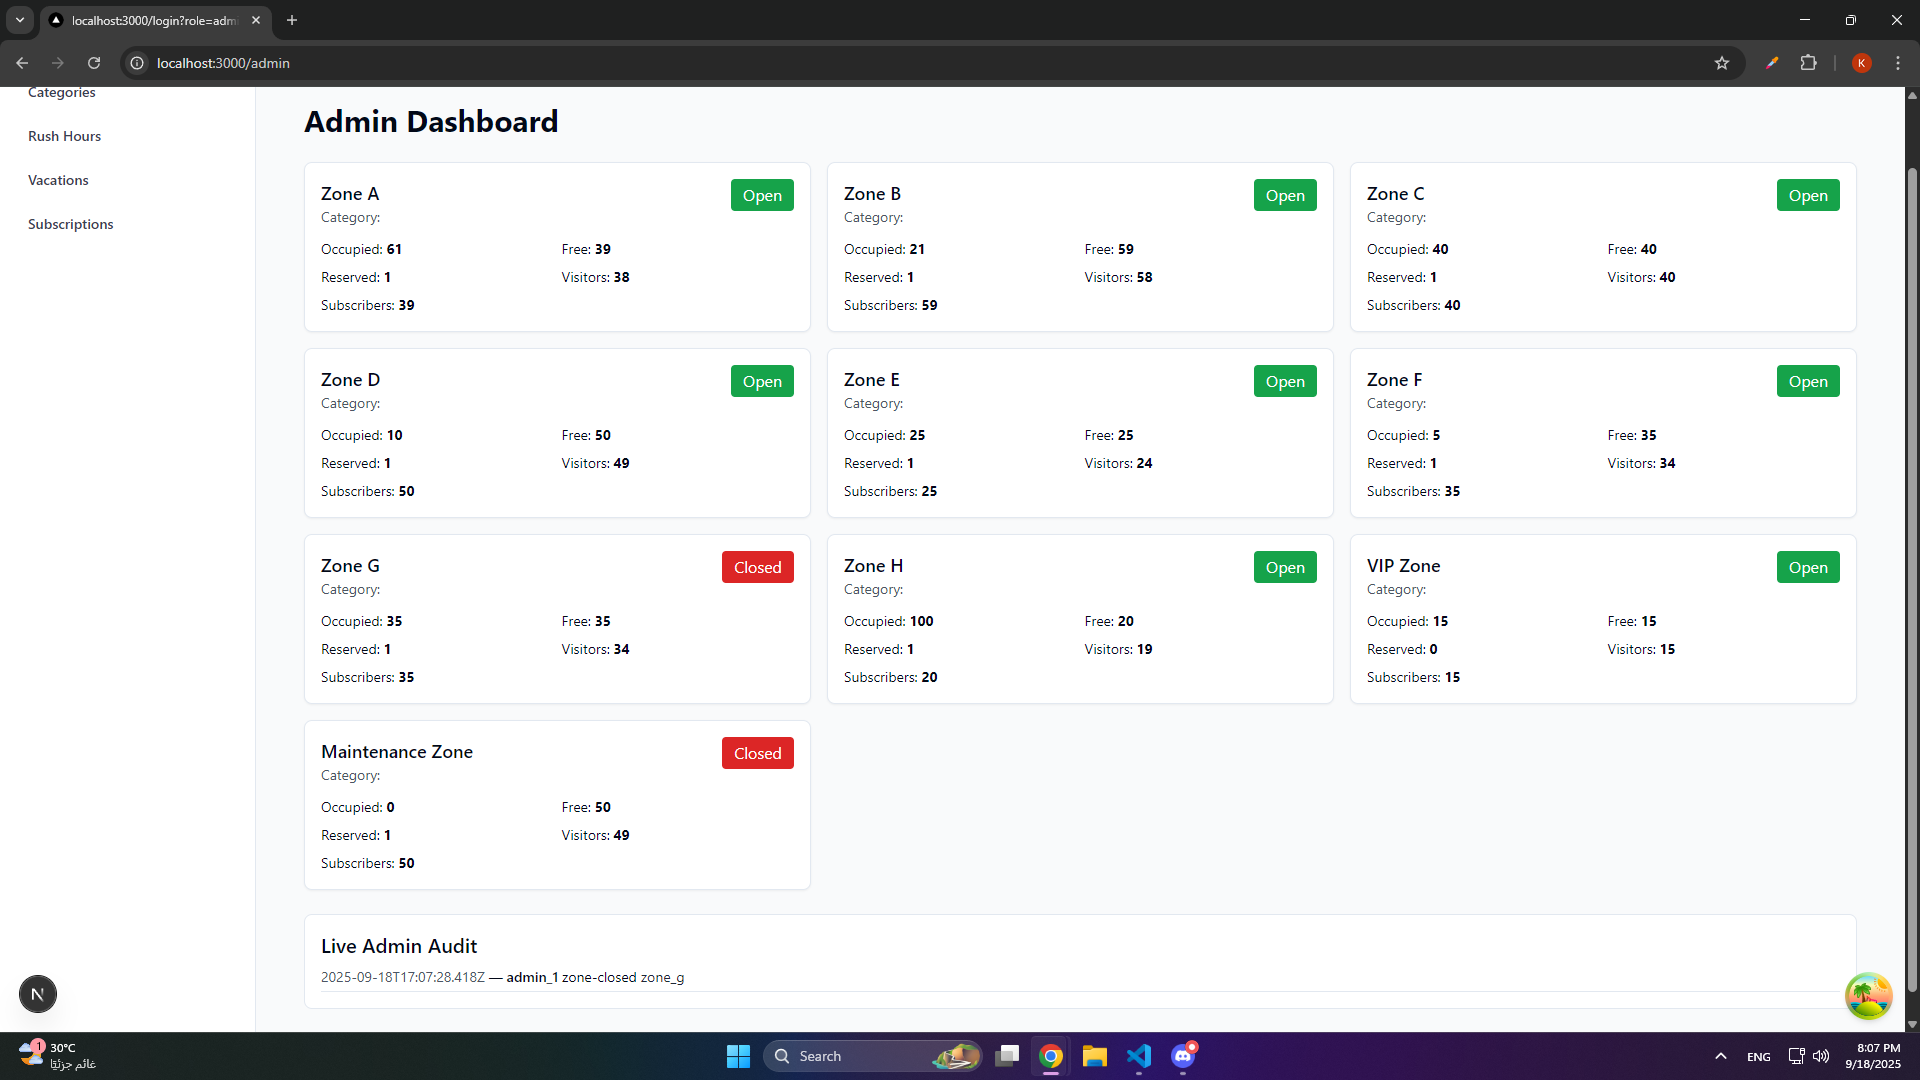 localhost:3000/login?role=adm
localhost:3000/admin
K
Categories
Rush Hours
Vacations
Subscriptions
Admin Dashboard
Zone A
Open
Category:
Occupied: 61
Free: 39
Reserved: 1
Visitors: 38
Subscribers: 39
Zone B
Open
Category:
Occupied: 21
Free: 59
Reserved: 1
Visitors: 58
Subscribers: 59
Zone C
Open
Category:
Occupied: 40
Free: 40
Reserved: 1
Visitors: 40
Subscribers: 40
Zone D
Open
Category:
Occupied: 10
Free: 50
Reserved: 1
Visitors: 49
Subscribers: 50
Zone E
Open
Category:
Occupied: 25
Free: 25
Reserved: 1
Visitors: 24
Subscribers: 25
Zone F
Open
Category:
Occupied: 5
Free: 35
Reserved: 1
Visitors: 34
Subscribers: 35
Zone G
Closed
Category:
Occupied: 35
Free: 35
Reserved: 1
Visitors: 34
Subscribers: 35
Zone H
Open
Category:
Occupied: 100
Free: 20
Reserved: 1
Visitors: 19
Subscribers: 20
VIP Zone
Open
Category:
Occupied: 15
Free: 15
Reserved: 0
Visitors: 15
Subscribers: 15
Maintenance Zone
Closed
Category:
Occupied: 0
Free: 50
Reserved: 1
Visitors: 49
Subscribers: 50
Live Admin Audit
2025-09-18T17:07:28.418Z — admin_1 zone-closed zone_g
N
1
30°C
غائم جزئيًا
Search
ENG
8:07 PM
9/18/2025